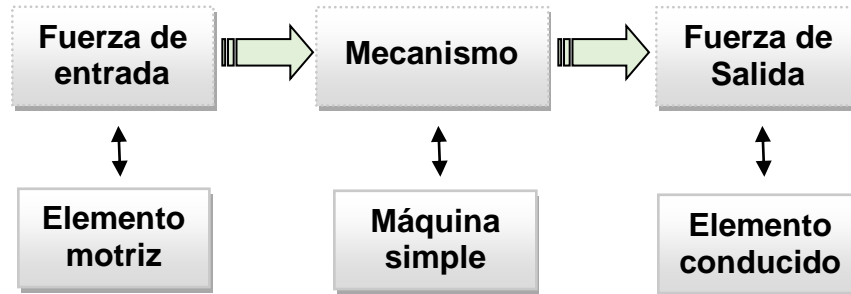 Fuerza de
entrada
Mecanismo
Fuerza de
Salida
Elemento
motriz
Máquina
simple
Elemento
conducido